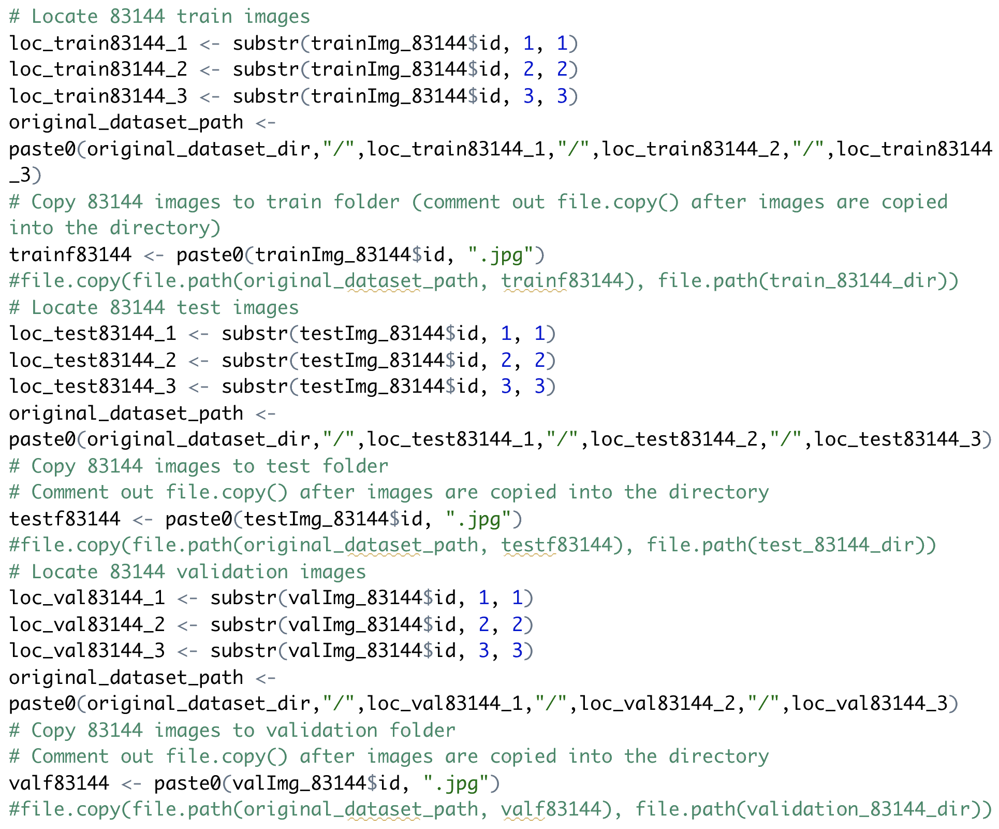 # Locate 83144 train images
loc_train83144_1 <- substr(trainImg_83144$id, 1, 1)
loc_train83144_2 <- substr(trainImg_83144$id, 2, 2)
loc_train83144_3 <- substr(trainImg_83144$id, 3, 3)
original_dataset_path <-
paste0(original_dataset_dir,"/",loc_train83144_1,"/",loc_train83144_2,"/",loc_train83144
_3)
# Copy 83144 images to train folder (comment out file.copy() after images are copied
into the directory)
trainf83144 <- paste0(trainImg_83144$id, ".jpg")
#file.copy(file.path(original_dataset_path, trainf83144), file.path(train_83144_dir))
# Locate 83144 test images
loc_test83144_1 <- substr(testImg_83144$id, 1, 1)
loc_test83144_2 <- substr(testImg_83144$id, 2, 2)
loc_test83144_3 <- substr(testImg_83144$id, 3, 3)
original_dataset_path <-
paste0(original_dataset_dir,"/",loc_test83144_1,"/",loc_test83144_2,"/",loc_test83144_3)
# Copy 83144 images to test folder
# Comment out file.copy() after images are copied into the directory
testf83144 <- paste0(testImg_83144$id, ".jpg")
#file.copy(file.path(original_dataset_path, testf83144), file.path(test_83144_dir))
# Locate 83144 validation images
loc_val83144_1 <- substr(valImg_83144$id, 1, 1)
loc_val83144_2 <- substr(valImg_83144$id, 2, 2)
loc_val83144_3 <- substr(valImg_83144$id, 3, 3)
original_dataset_path <-
paste0(original_dataset_dir,"/",loc_val83144_1,"/",loc_val83144_2,"/",loc_val83144_3)
# Copy 83144 images to validation folder
# Comment out file.copy() after images are copied into the directory
valf83144 <- paste0(valImg_83144$id, ".jpg")
#file.copy(file.path(original_dataset_path, valf83144), file.path(validation_83144_dir))